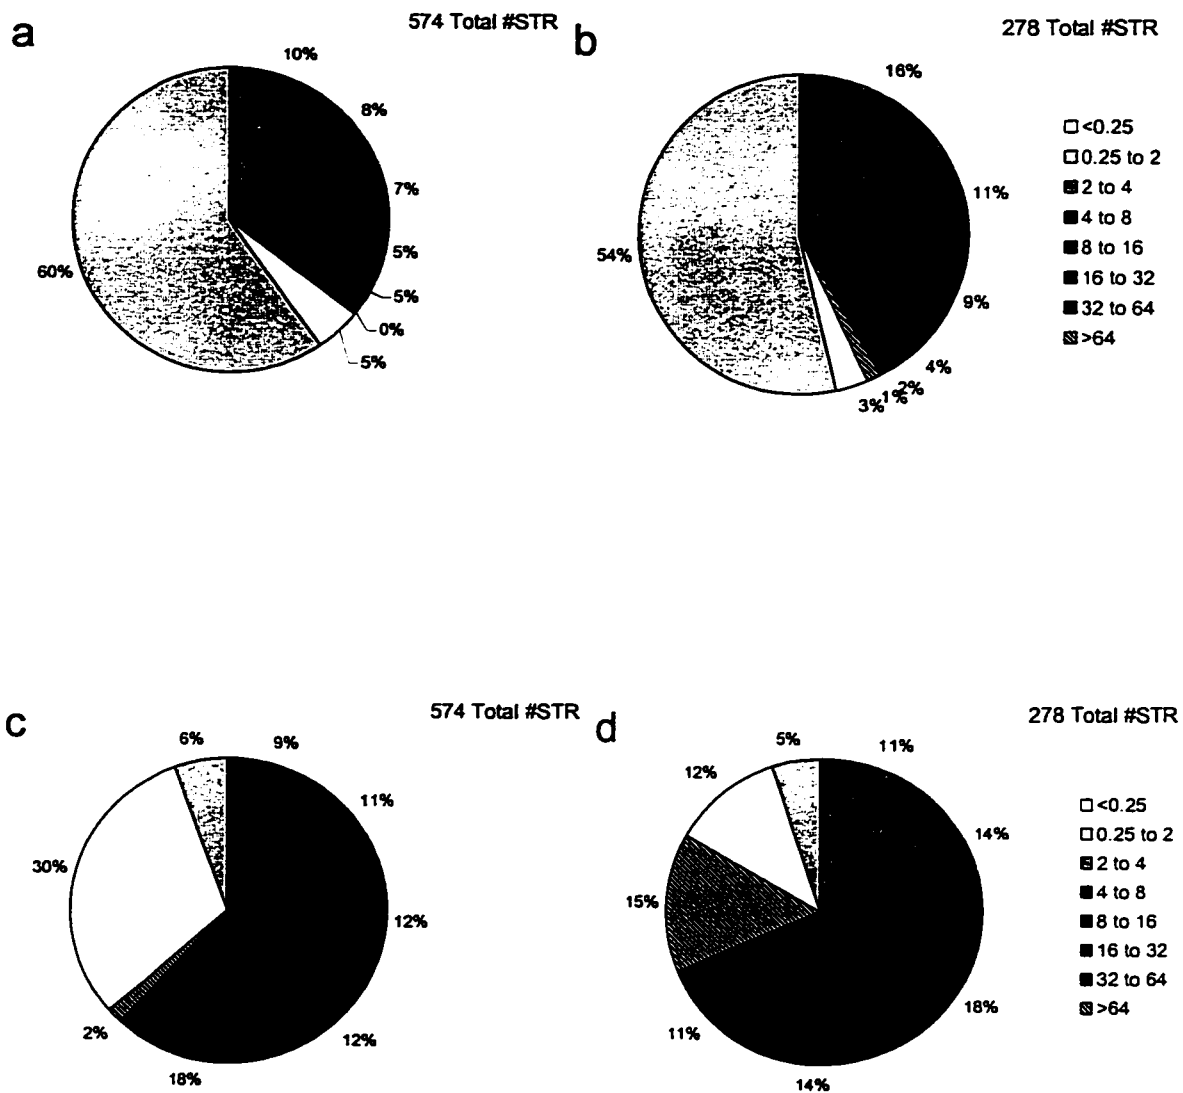 a
574 Total #STR
10%
8%
7%
5%
5%
0%
5%
60%
b
278 Total #STR
16%
11%
9%
4%
2%
1%
3%
54%
<0.25
0.25 to 2
2 to 4
4 to 8
8 to 16
16 to 32
32 to 64
>64
c
574 Total #STR
6%
9%
11%
12%
12%
18%
2%
30%
d
278 Total #STR
5%
11%
14%
18%
14%
11%
15%
12%
<0.25
0.25 to 2
2 to 4
4 to 8
8 to 16
16 to 32
32 to 64
>64